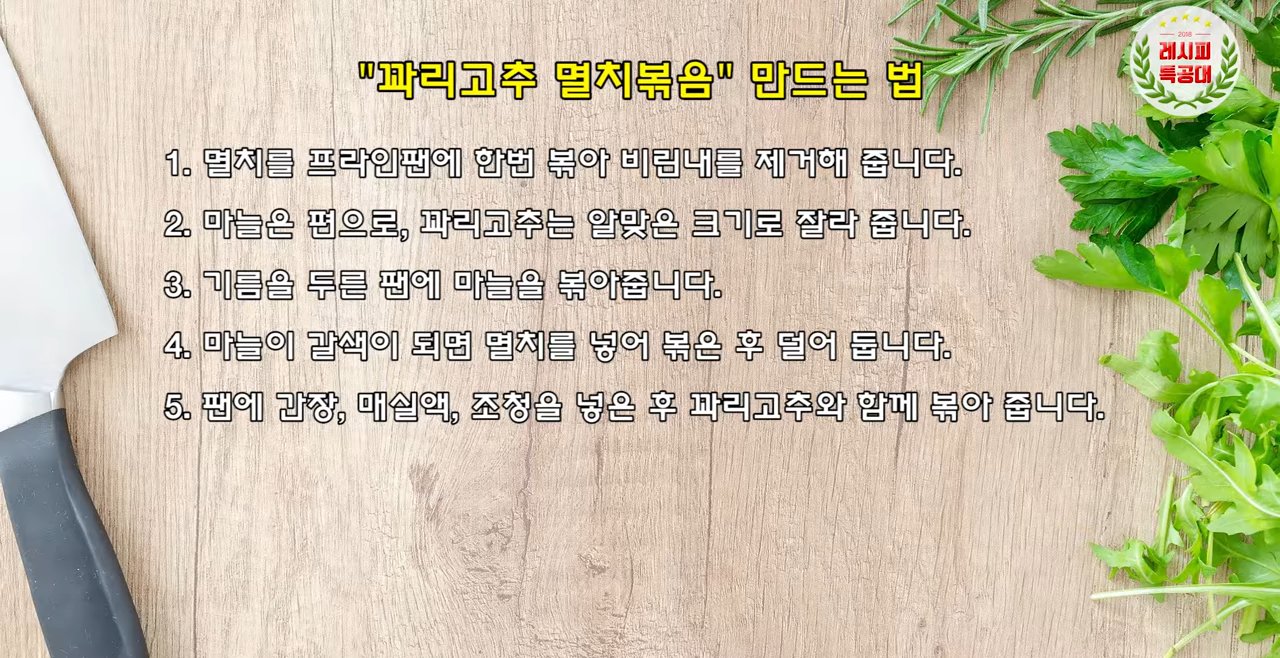 2018
레시피
특공대
"꽈리고추 멸치볶음" 만드는 법
1. 멸치를 프라인팬에 한번 볶아 비린내를 제거해 줍니다.
2. 마늘은 편으로, 꽈리고추는 알맞은 크기로 잘라 줍니다.
3. 기름을 두른 팬에 마늘을 볶아줍니다.
4. 마늘이 갈색이 되면 멸치를 넣어 볶은 후 덜어 둡니다.
5. 팬에 간장, 매실액, 조청을 넣은 후 꽈리고추와 함께 볶아 줍니다.